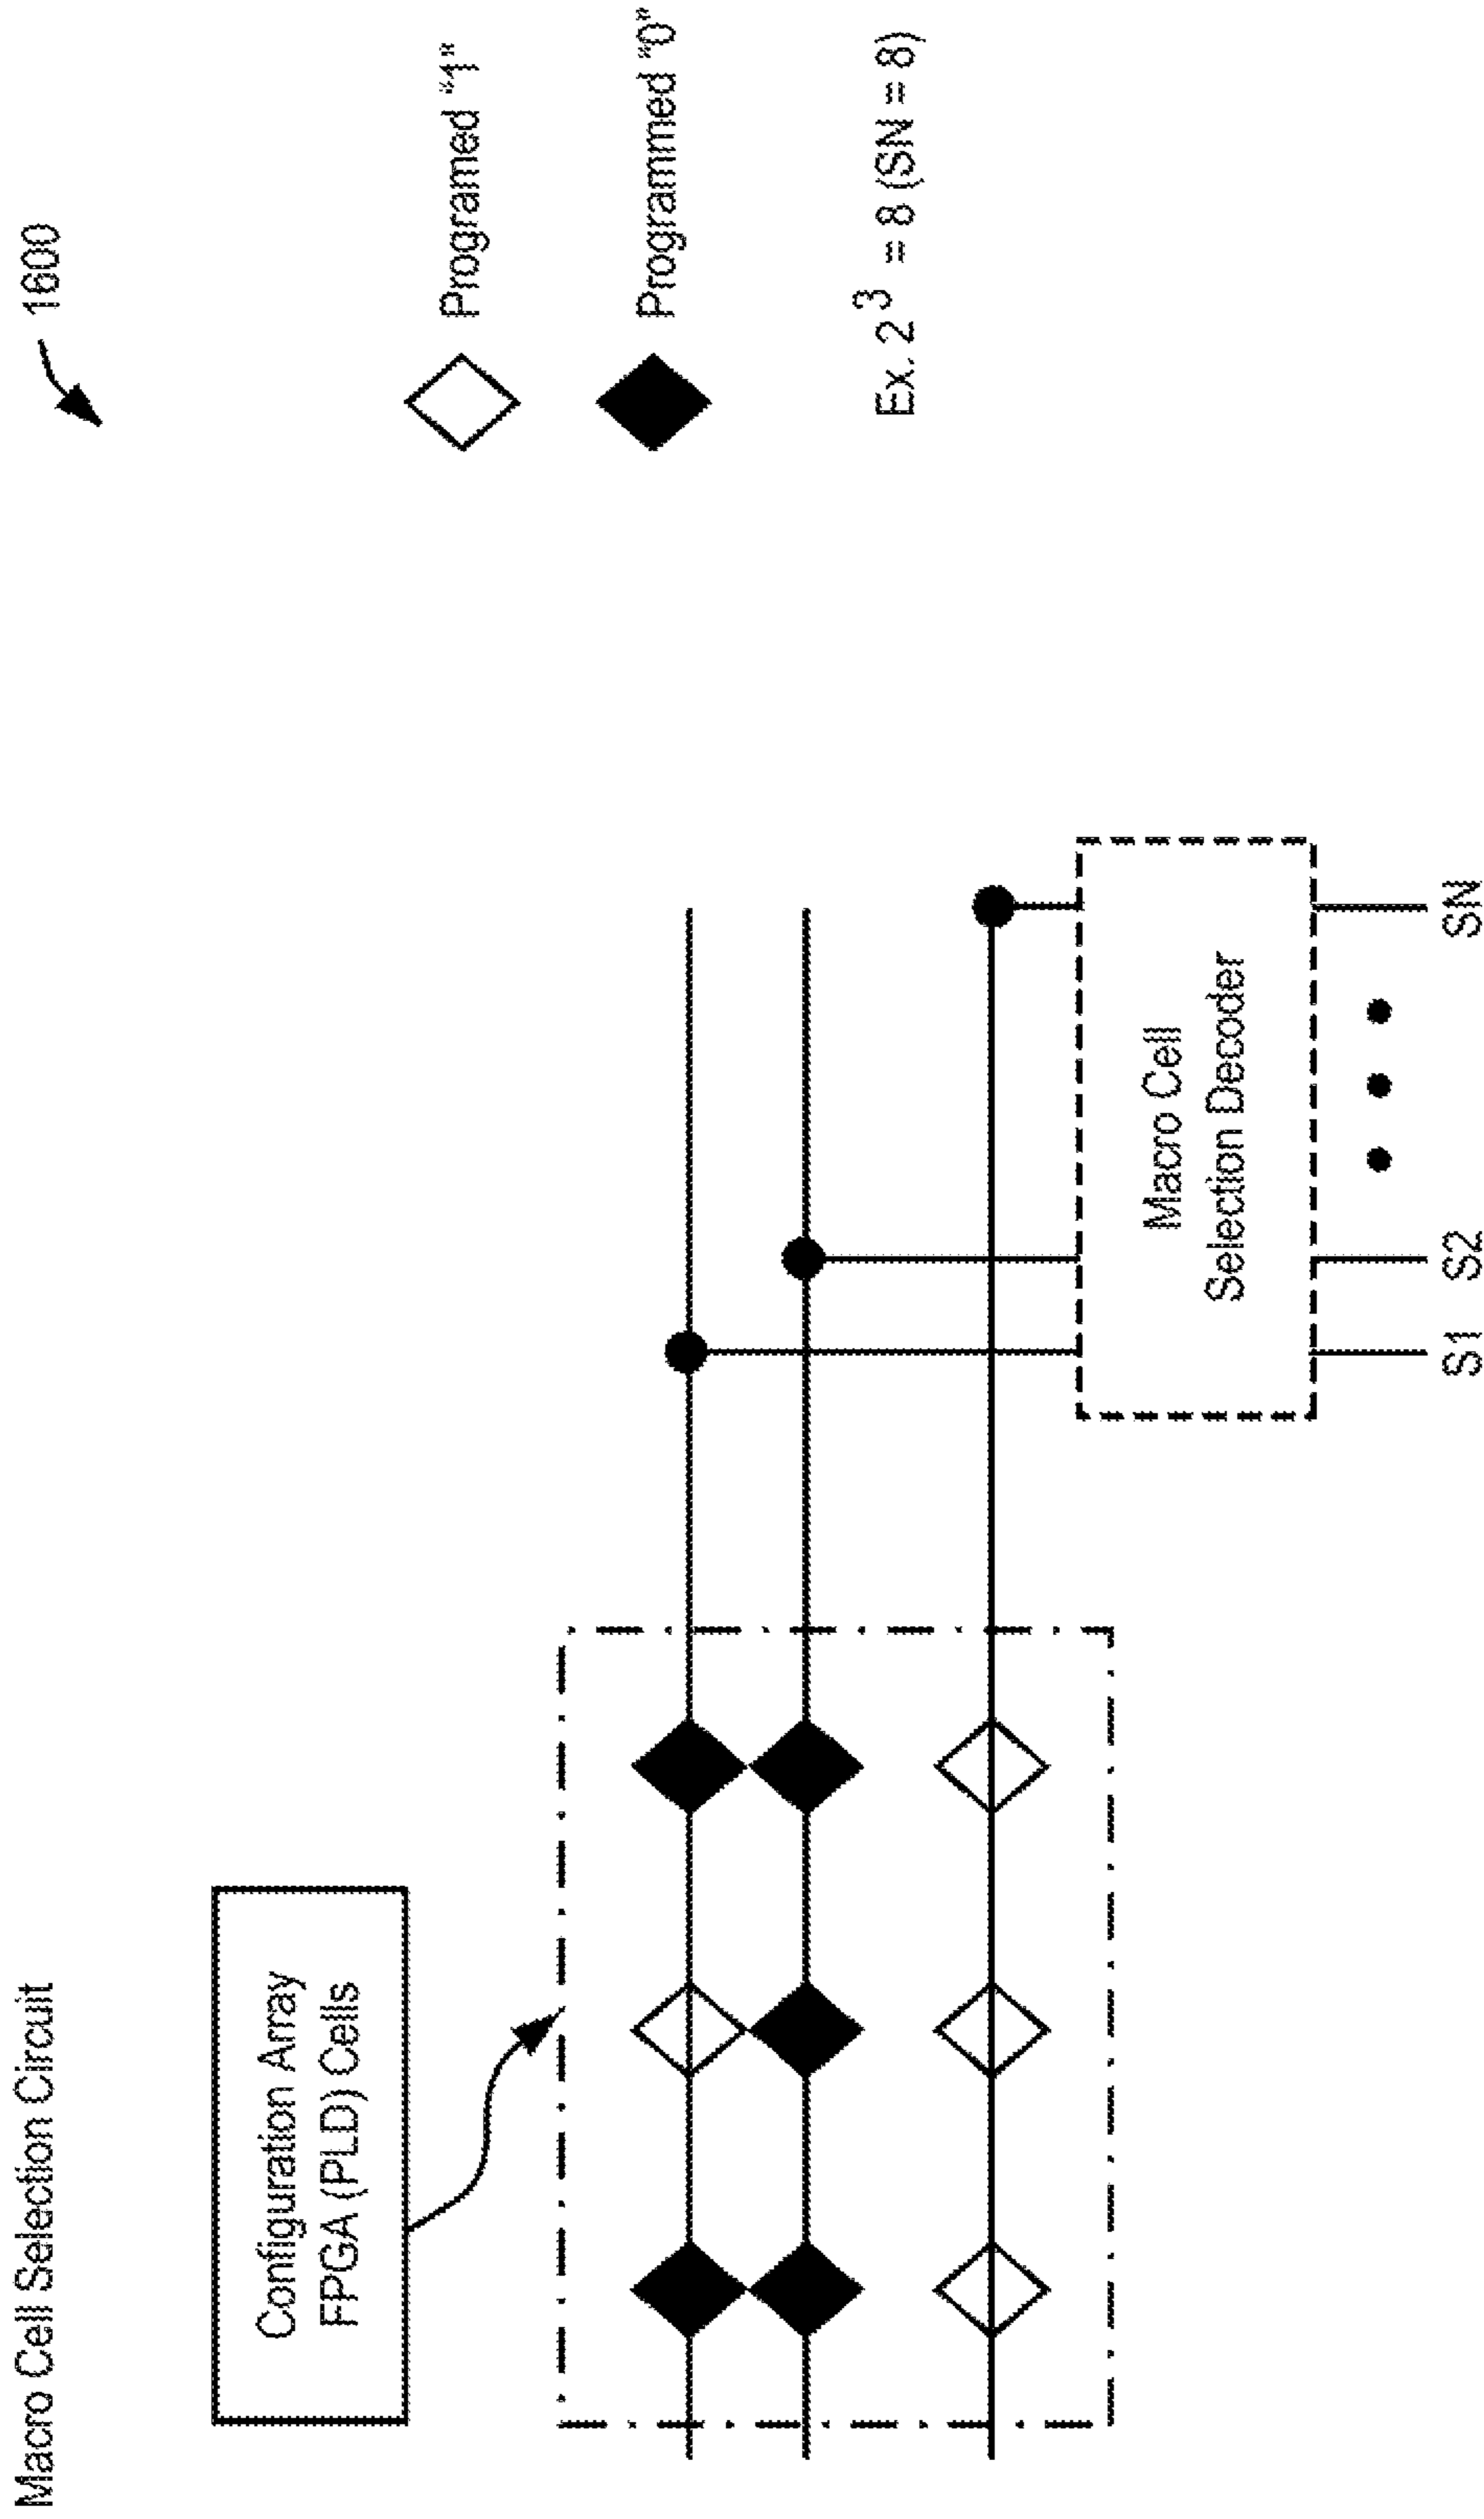 Macro Cell Selection Circuit
1600
Configuration Array
FPGA (PLD) Cells
Programed "1"
Programmed "0"
Ex. 2³ = 8 (SN = 8)
Macro Cell
Selection Decoder
S1 S2 SN